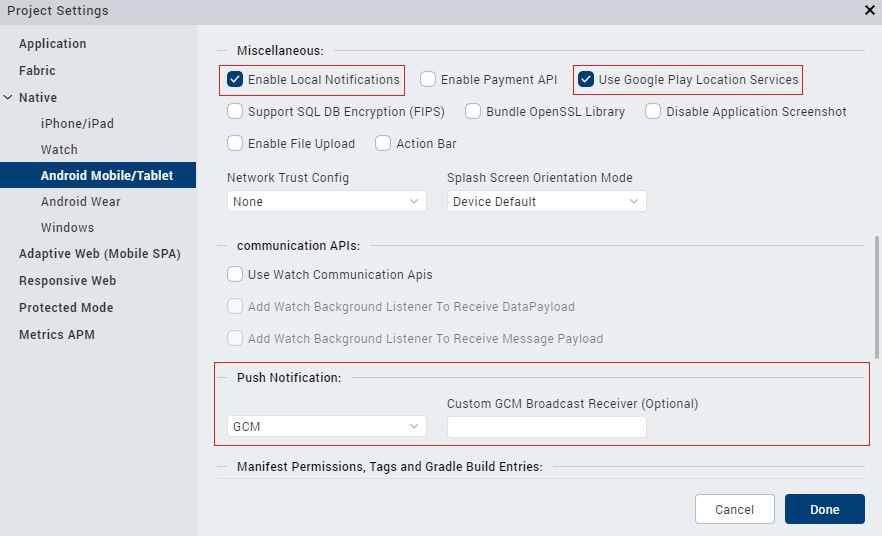 Project Settings
Application
Fabric
Native
iPhone/iPad
Watch
Android Mobile/Tablet
Android Wear
Windows
Adaptive Web (Mobile SPA)
Responsive Web
Protected Mode
Metrics APM
Miscellaneous:
Enable Local Notifications Enable Payment API Use Google Play Location Services
Support SQL DB Encryption (FIPS) Bundle OpenSSL Library Disable Application Screenshot
Enable File Upload Action Bar
Network Trust Config Splash Screen Orientation Mode
None Device Default
communication APIs:
Use Watch Communication Apis
Add Watch Background Listener To Receive DataPayload
Add Watch Background Listener To Receive Message Payload
Push Notification:
Custom GCM Broadcast Receiver (Optional)
GCM
Manifest Permissions, Tags and Gradle Build Entries:
Cancel Done